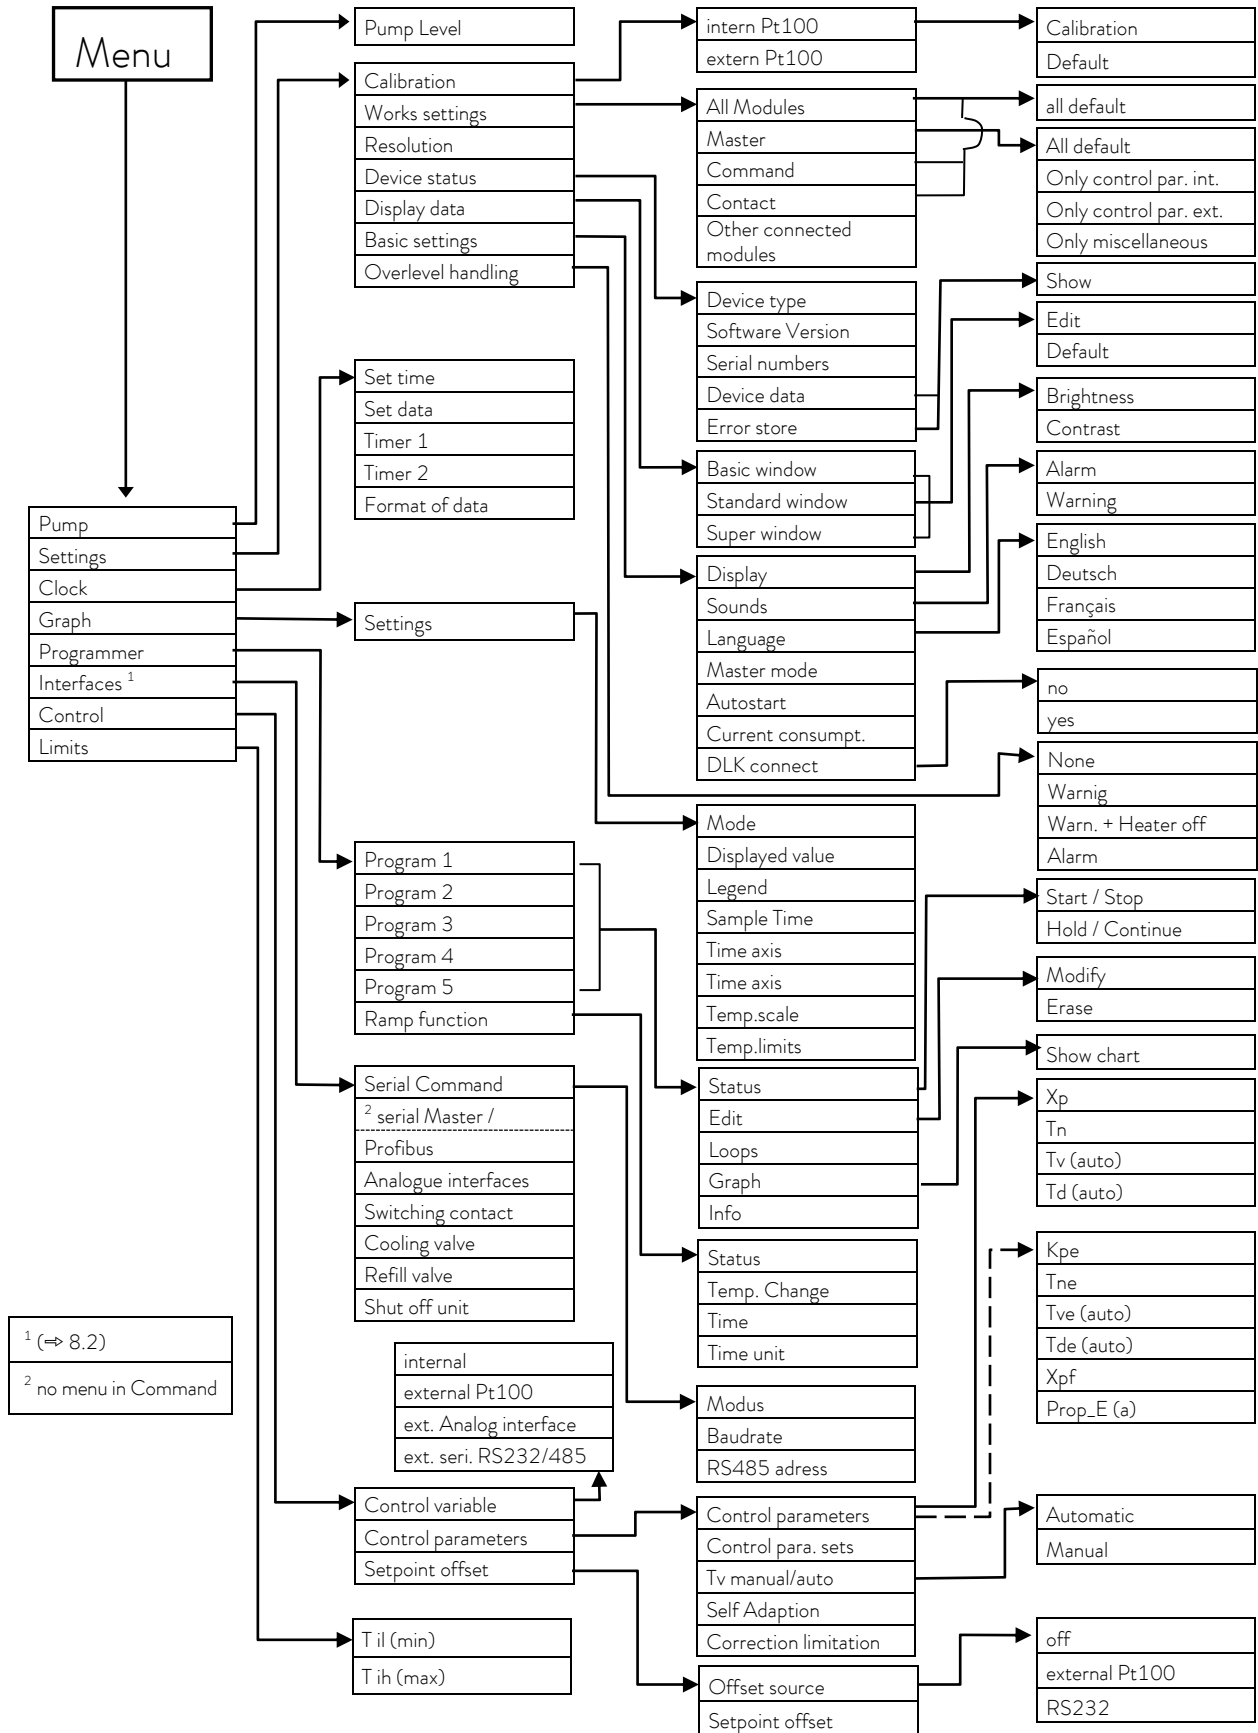 Menu
Pump
Settings
Clock
Graph
Programmer
Interfaces ¹
Control
Limits
¹ (⇨ 8.2)
² no menu in Command
Pump Level
Calibration
Works settings
Resolution
Device status
Display data
Basic settings
Overlevel handling
Set time
Set data
Timer 1
Timer 2
Format of data
Settings
Program 1
Program 2
Program 3
Program 4
Program 5
Ramp function
Serial Command
² serial Master /
Profibus
Analogue interfaces
Switching contact
Cooling valve
Refill valve
Shut off unit
internal
external Pt100
ext. Analog interface
ext. seri. RS232/485
Control variable
Control parameters
Setpoint offset
T il (min)
T ih (max)
intern Pt100
extern Pt100
All Modules
Master
Command
Contact
Other connected
modules
Device type
Software Version
Serial numbers
Device data
Error store
Basic window
Standard window
Super window
Display
Sounds
Language
Master mode
Autostart
Current consumpt.
DLK connect
Mode
Displayed value
Legend
Sample Time
Time axis
Time axis
Temp.scale
Temp.limits
Status
Edit
Loops
Graph
Info
Status
Temp. Change
Time
Time unit
Modus
Baudrate
RS485 adress
Control parameters
Control para. sets
Tv manual/auto
Self Adaption
Correction limitation
Offset source
Setpoint offset
Calibration
Default
all default
All default
Only control par. int.
Only control par. ext.
Only miscellaneous
Show
Edit
Default
Brightness
Contrast
Alarm
Warning
English
Deutsch
Français
Español
no
yes
None
Warnig
Warn. + Heater off
Alarm
Start / Stop
Hold / Continue
Modify
Erase
Show chart
Xp
Tn
Tv (auto)
Td (auto)
Kpe
Tne
Tve (auto)
Tde (auto)
Xpf
Prop_E (a)
Automatic
Manual
off
external Pt100
RS232